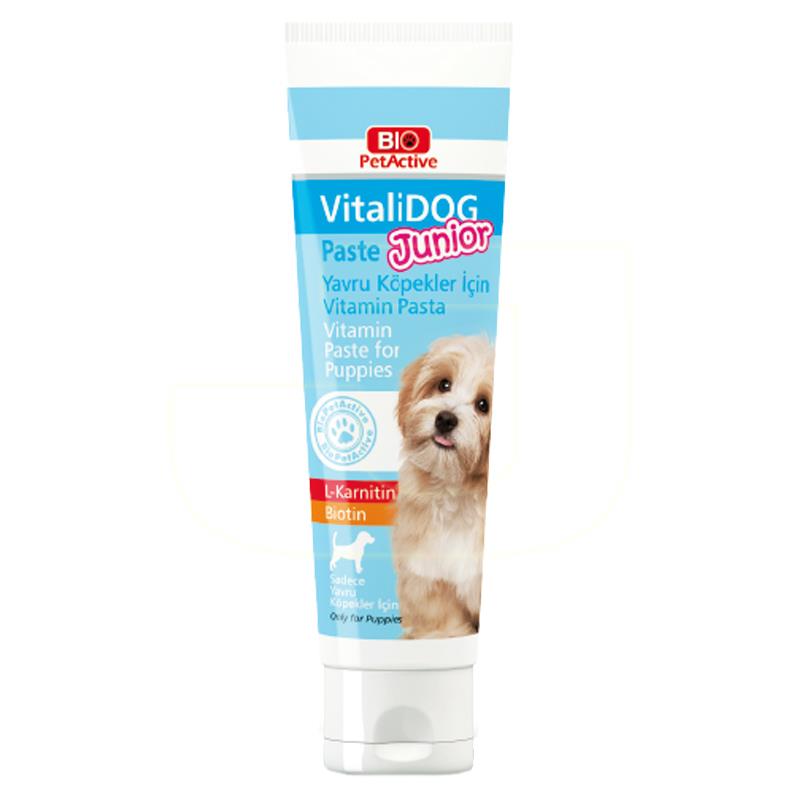 BIO
PetActive
VitaliDOG
Paste Junior
Yavru Köpekler İçin
Vitamin Pasta
Vitamin
Paste for
Puppies
BioPetActive
BioPetActive
L-Karnitin
Biotin
Sadece
Yavru
Köpekler İçin
Only for Puppies